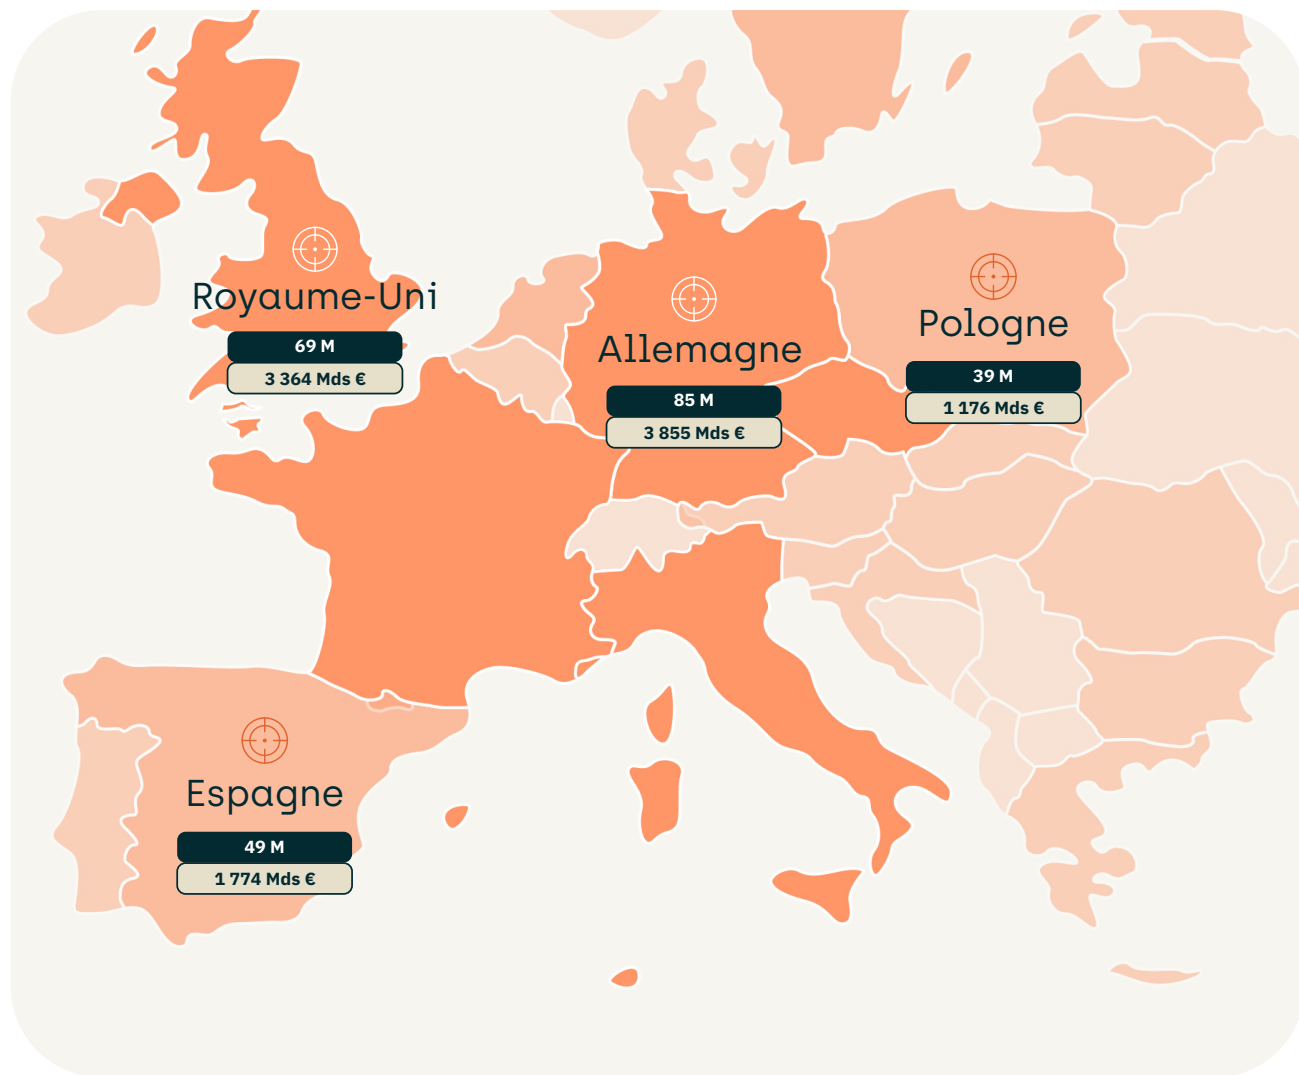 Royaume-Uni
69 M
3 364 Mds €
Allemagne
85 M
3 855 Mds €
Pologne
39 M
1 176 Mds €
Espagne
49 M
1 774 Mds €